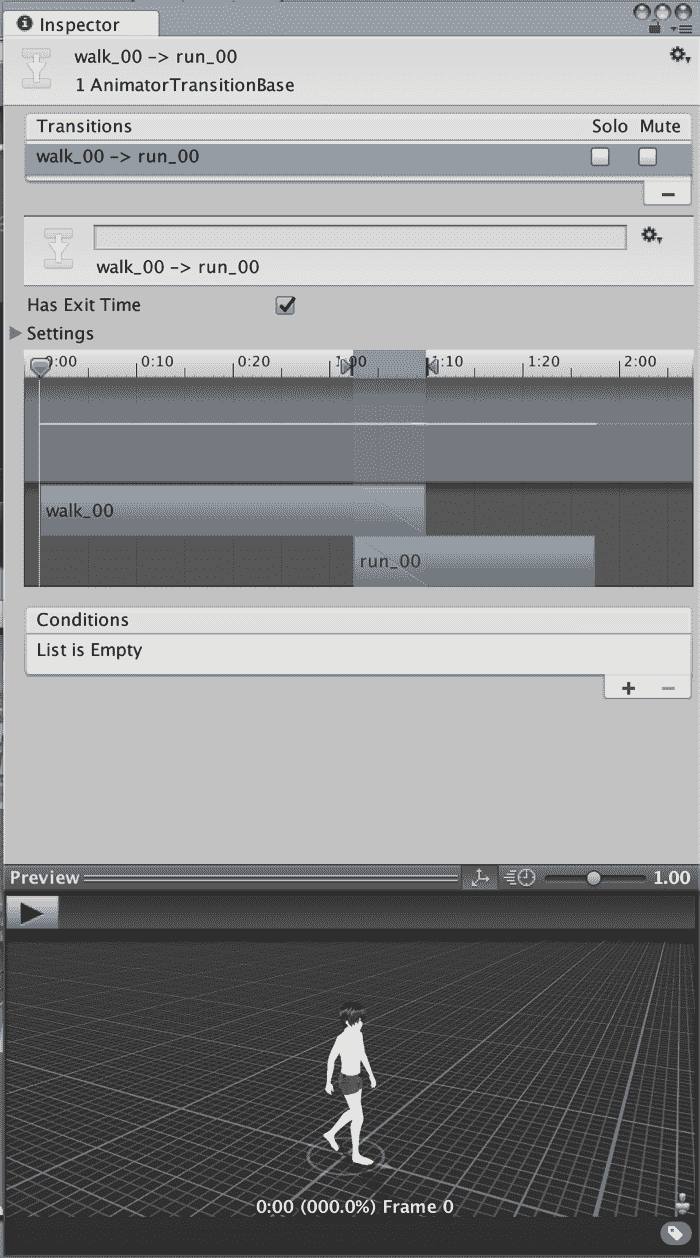 Inspector
walk_00 -> run_00
1 AnimatorTransitionBase
Transitions Solo Mute
walk_00 -> run_00
walk_00 -> run_00
Has Exit Time
Settings
0:00 0:10 0:20 1:00 1:10 1:20 2:00
walk_00
run_00
Conditions
List is Empty
Preview 1.00
0:00 (000.0%) Frame 0